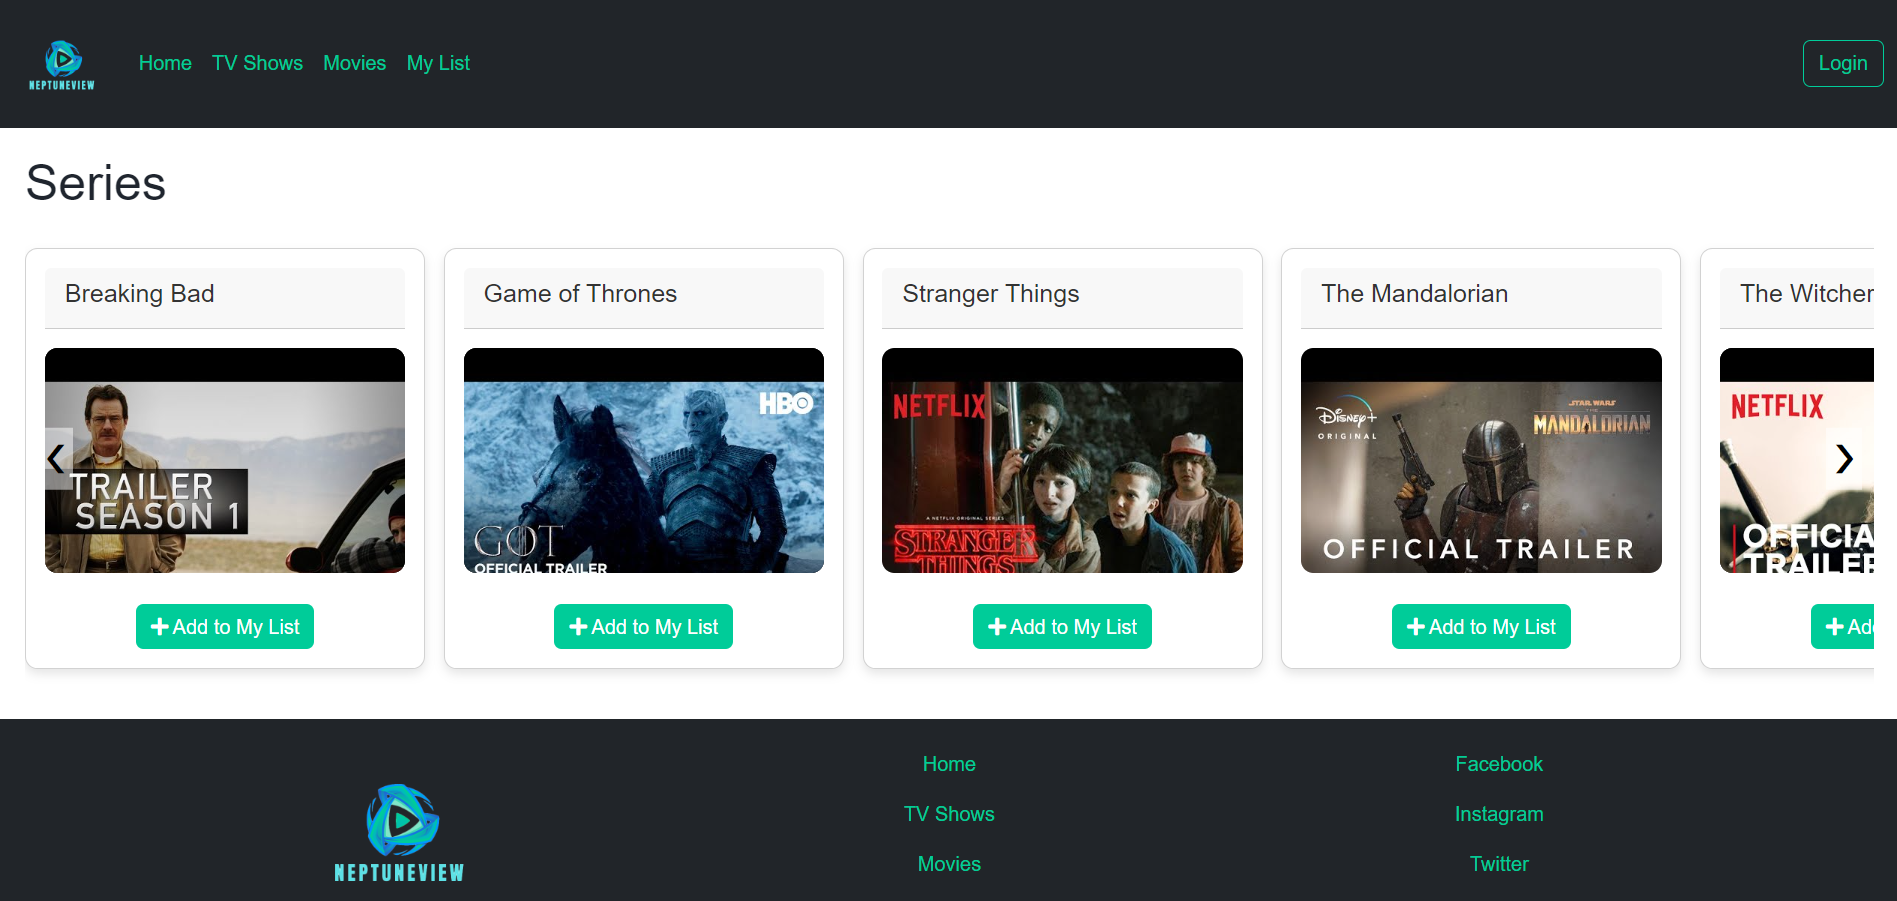 NEPTUNEVIEW
Home TV Shows Movies My List
Login
Series
Breaking Bad
Game of Thrones
Stranger Things
The Mandalorian
The Witcher
TRAILER
SEASON 1
HBO
GOT
OFFICIAL TRAILER
NETFLIX
A NETFLIX ORIGINAL SERIES
STRANGER
THINGS
Disney+
ORIGINAL
STAR WARS
THE
MANDALORIAN
OFFICIAL TRAILER
NETFLIX
OFFICIA
TRAILER
Add to My List
Add to My List
Add to My List
Add to My List
Add
NEPTUNEVIEW
Home
TV Shows
Movies
Facebook
Instagram
Twitter